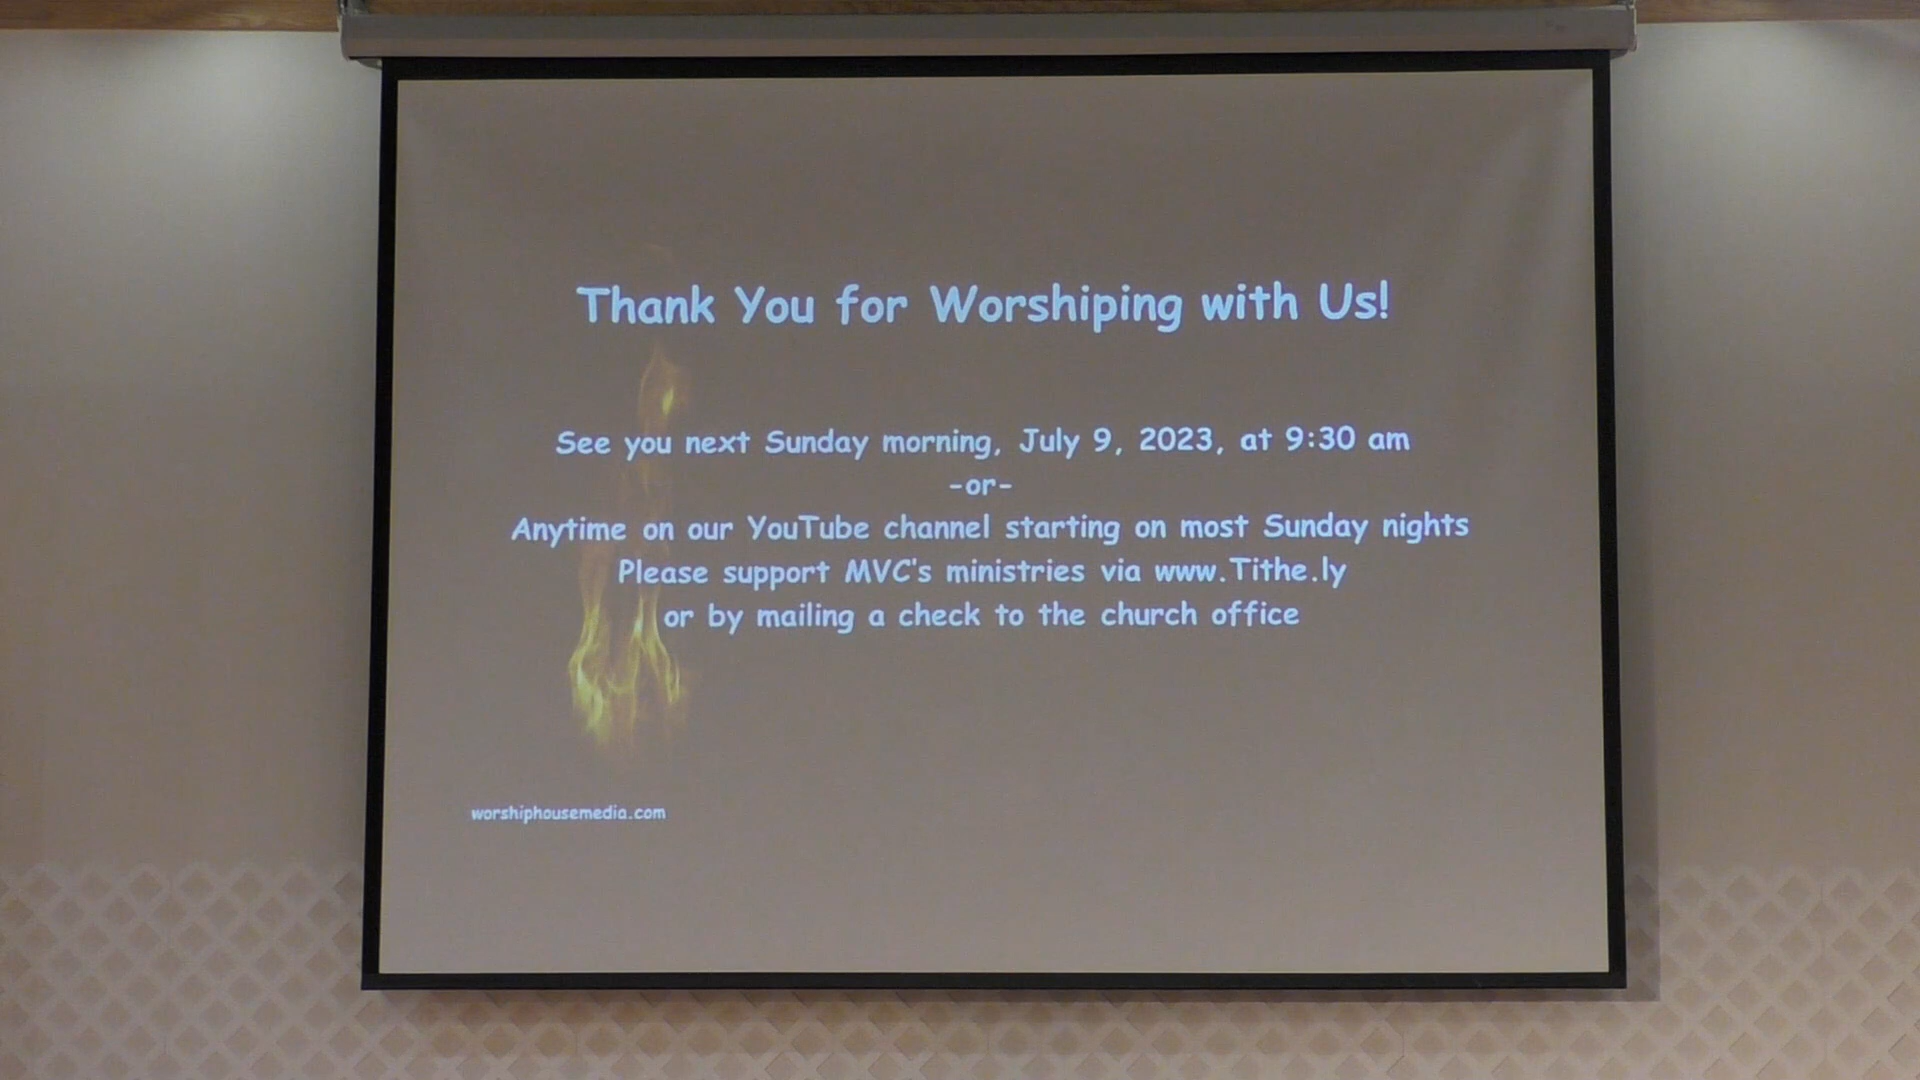 Thank You for Worshiping with Us!
See you next Sunday morning, July 9, 2023, at 9:30 am
-or-
Anytime on our YouTube channel starting on most Sunday nights
Please support MVC's ministries via www.Tithe.ly
or by mailing a check to the church office
worshiphousemedia.com